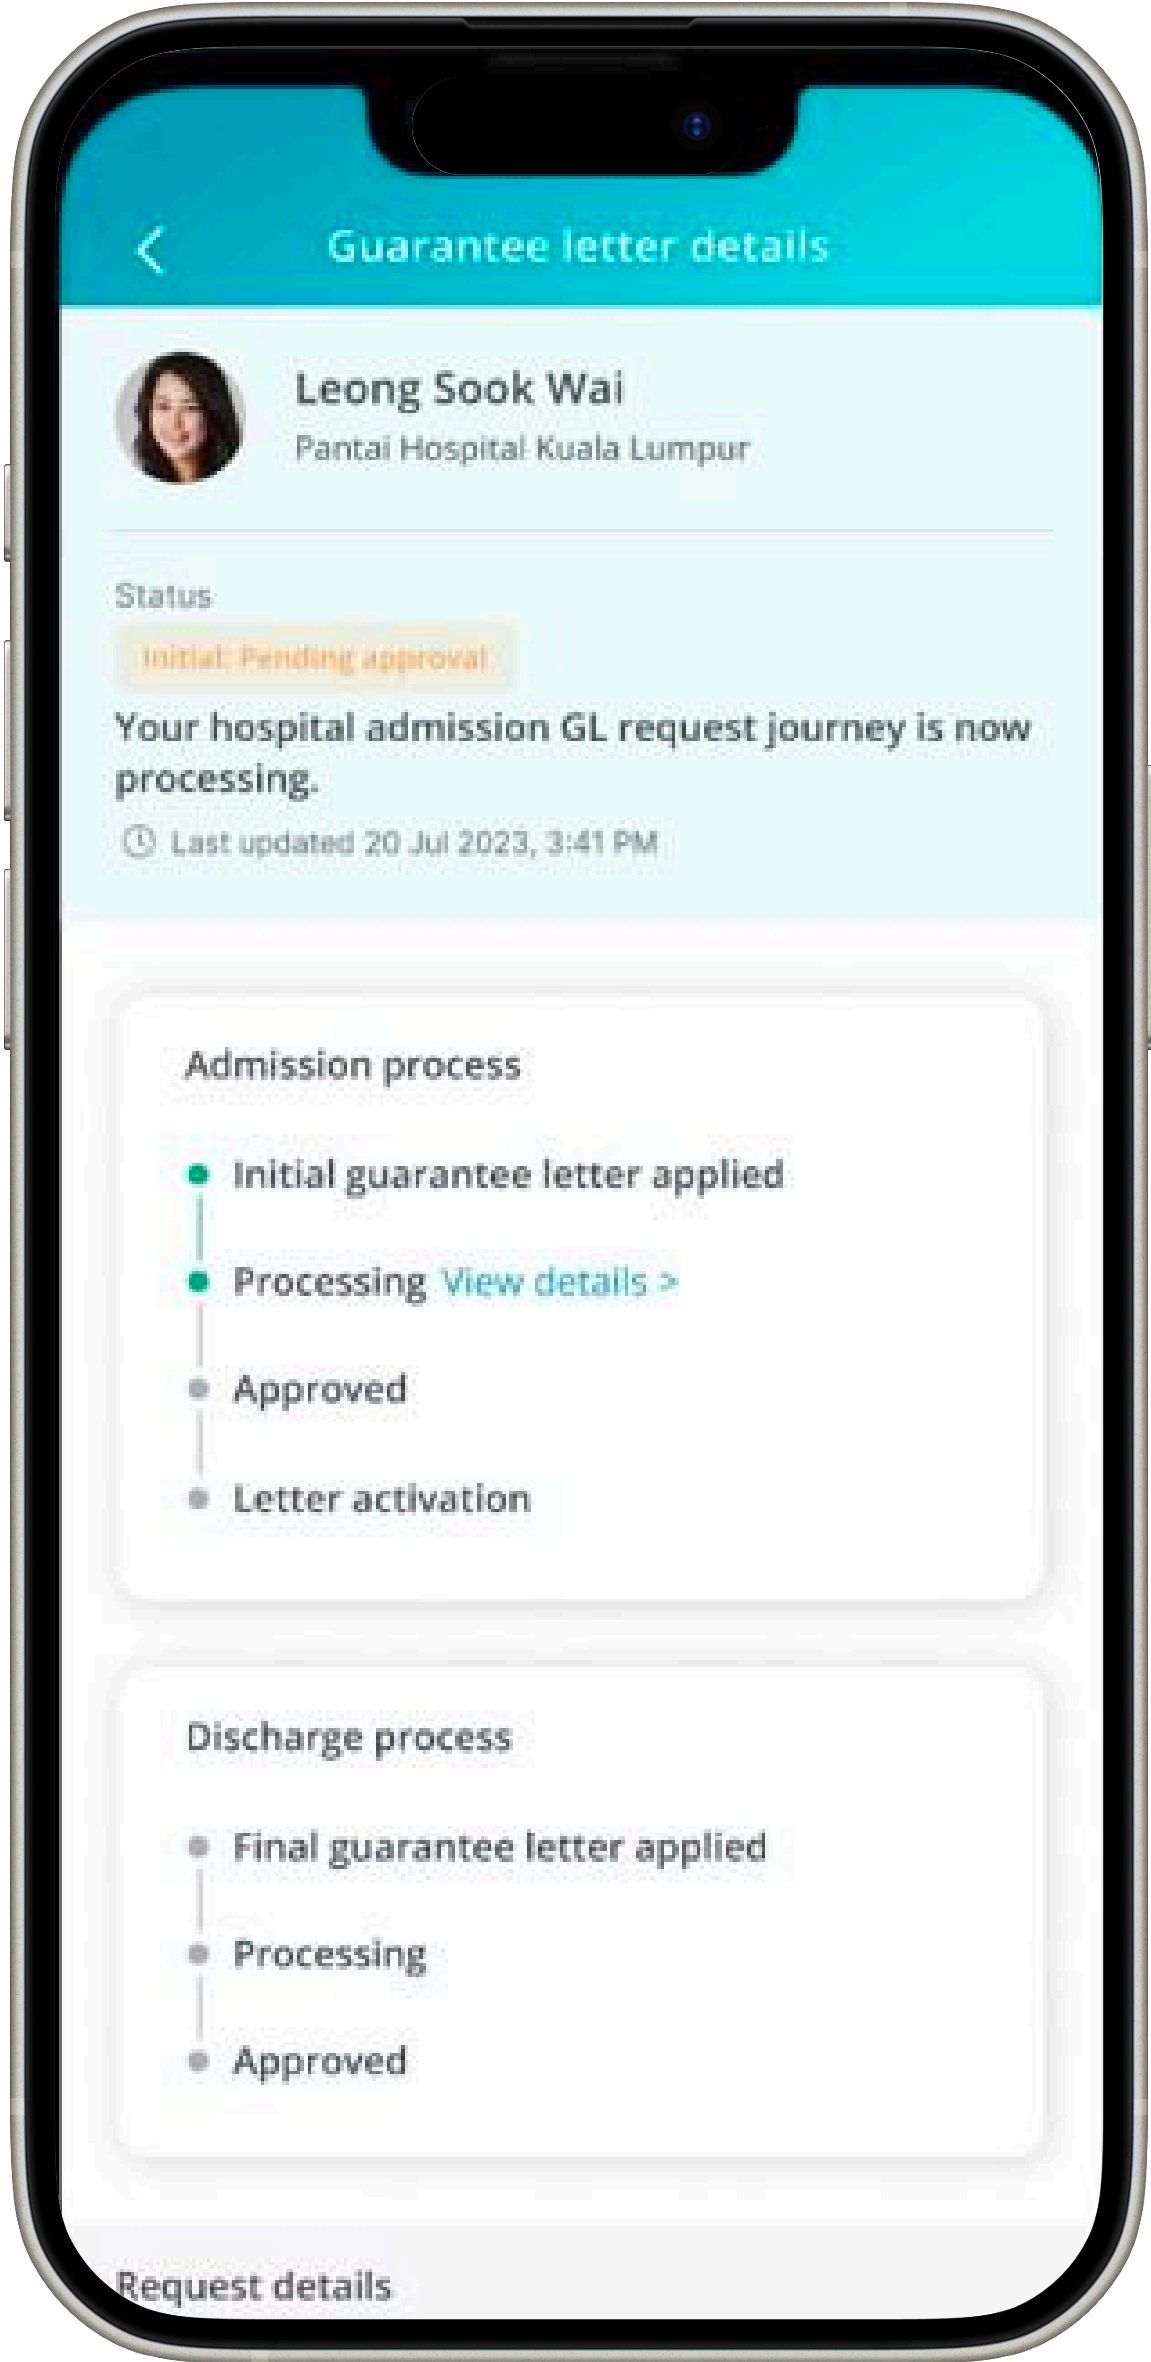 Guarantee letter details
Leong Sook Wai
Pantai Hospital Kuala Lumpur
Status
Initial: Pending approval
Your hospital admission GL request journey is now
processing.
Last updated 20 Jul 2023, 3:41 PM
Admission process
Initial guarantee letter applied
Processing View details >
Approved
Letter activation
Discharge process
Final guarantee letter applied
Processing
Approved
Request details